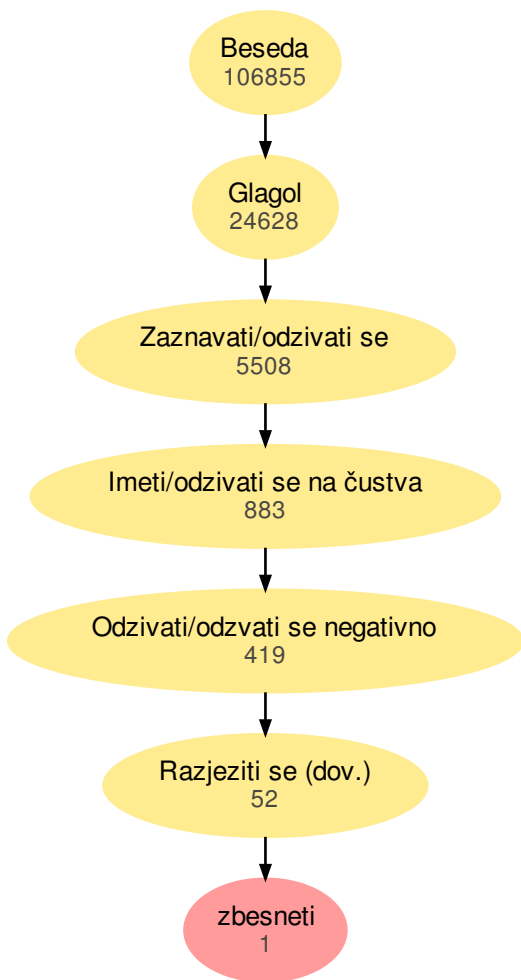 Beseda
106855
Glagol
24628
Zaznavati/odzivati se
5508
Imeti/odzivati se na čustva
883
Odzivati/odzvati se negativno
419
Razjeziti se (dov.)
52
zbesneti
1